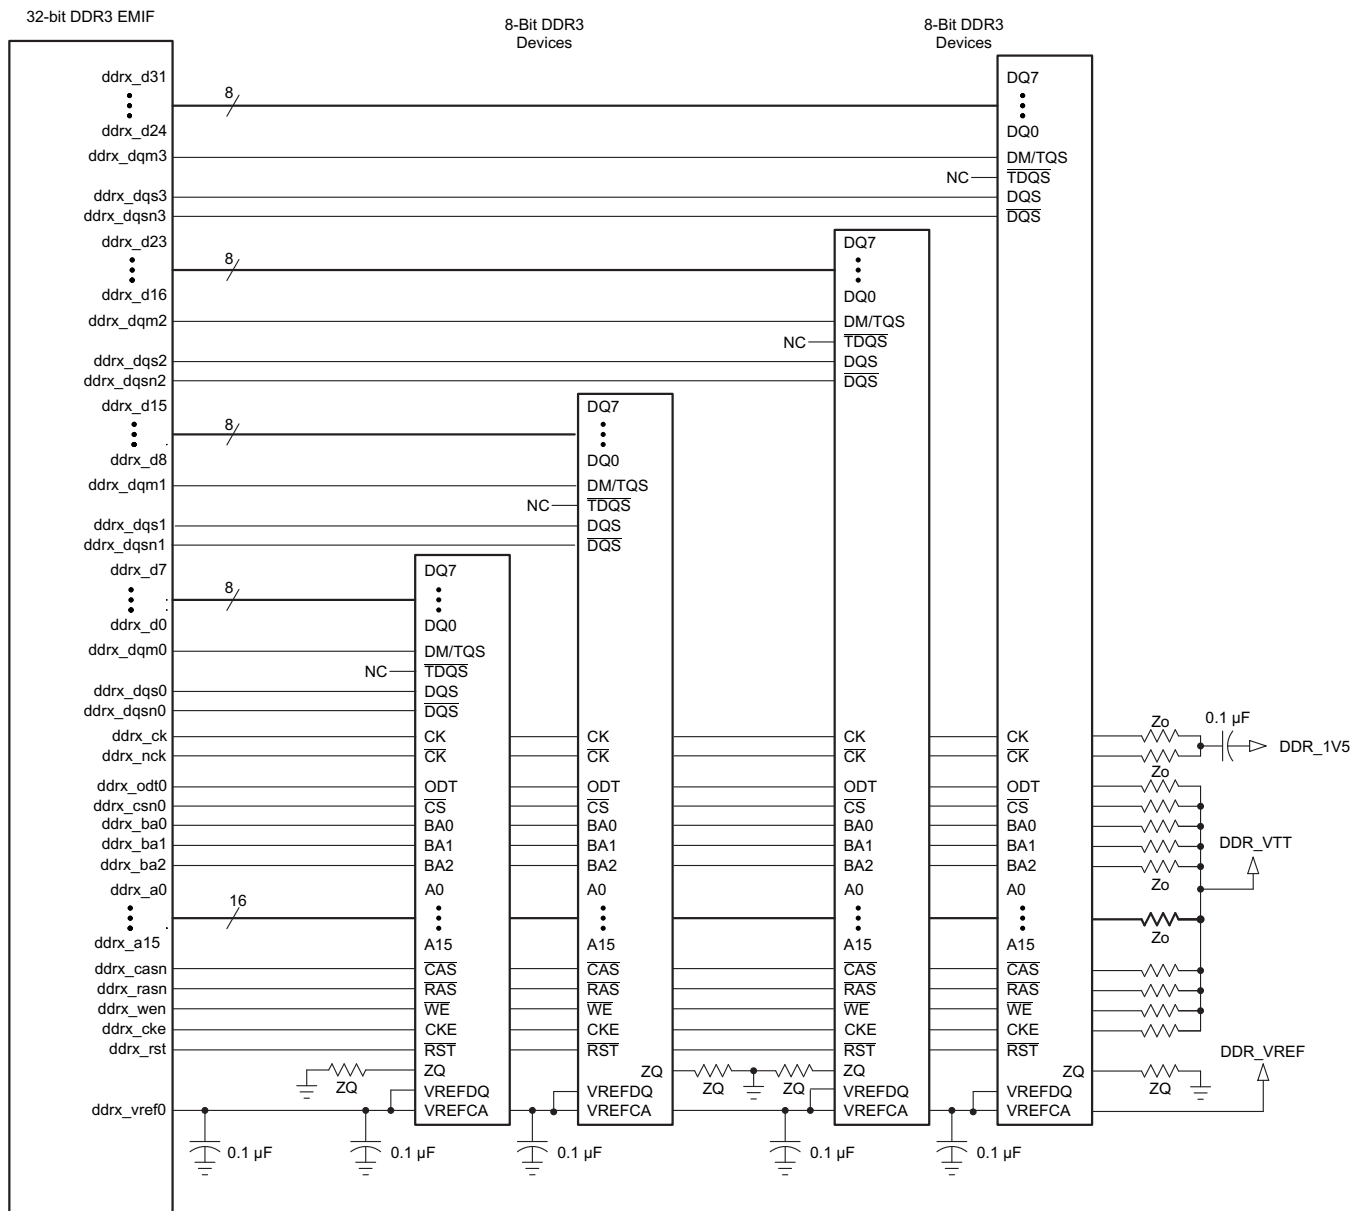 32-bit DDR3 EMIF
8-Bit DDR3
Devices
8-Bit DDR3
Devices
ddrx_d31
8
DQ7
ddrx_d24
DQ0
ddrx_dqm3
DM/TQS
NC
TDQS
ddrx_dqs3
DQS
ddrx_dqsn3
DQS
ddrx_d23
8
DQ7
ddrx_d16
DQ0
ddrx_dqm2
DM/TQS
NC
TDQS
ddrx_dqs2
DQS
ddrx_dqsn2
DQS
ddrx_d15
8
DQ7
ddrx_d8
DQ0
ddrx_dqm1
DM/TQS
NC
TDQS
ddrx_dqs1
DQS
ddrx_dqsn1
DQS
ddrx_d7
8
DQ7
ddrx_d0
DQ0
ddrx_dqm0
DM/TQS
NC
TDQS
ddrx_dqs0
DQS
ddrx_dqsn0
DQS
Zo
0.1 µF
ddrx_ck
CK CK CK CK
DDR_1V5
ddrx_nck
CK CK CK CK
Zo
ddrx_odt0
ODT ODT ODT ODT
ddrx_csn0
CS CS CS CS
ddrx_ba0
BA0 BA0 BA0 BA0
ddrx_ba1
BA1 BA1 BA1 BA1
DDR_VTT
ddrx_ba2
BA2 BA2 BA2 BA2
ddrx_a0
A0 A0 A0 A0
Zo
16
Zo
ddrx_a15
A15 A15 A15 A15
ddrx_casn
CAS CAS CAS CAS
ddrx_rasn
RAS RAS RAS RAS
ddrx_wen
WE WE WE WE
ddrx_cke
CKE CKE CKE CKE
ddrx_rst
RST RST RST RST
DDR_VREF
ZQ ZQ ZQ ZQ
ZQ ZQ ZQ ZQ
VREFDQ VREFDQ VREFDQ VREFDQ
ddrx_vref0
VREFCA VREFCA VREFCA VREFCA
0.1 µF 0.1 µF 0.1 µF 0.1 µF 0.1 µF